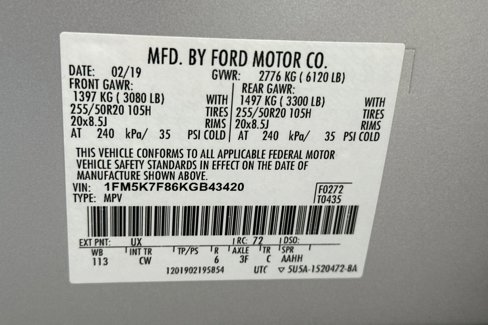 MFD. BY FORD MOTOR CO.
DATE: 02/19 GVWR: 2776 KG ( 6120 LB)
FRONT GAWR: REAR GAWR:
1397 KG ( 3080 LB) WITH 1497 KG ( 3300 LB) WITH
255/50R20 105H TIRES 255/50R20 105H TIRES
20x8.5J RIMS 20x8.5J RIMS
AT 240 kPa/ 35 PSI COLD AT 240 kPa/ 35 PSI COLD
THIS VEHICLE CONFORMS TO ALL APPLICABLE FEDERAL MOTOR
VEHICLE SAFETY STANDARDS IN EFFECT ON THE DATE OF
MANUFACTURE SHOWN ABOVE.
VIN: 1FM5K7F86KGB43420 F0272
TYPE: MPV T0435
EXT PNT: UX RC: 72 DSO:
WB INT TR TP/PS R AXLE TR SPR
113 CW 6 3F C AAHH
1201902195854 UTC 5U5A-1520472-BA